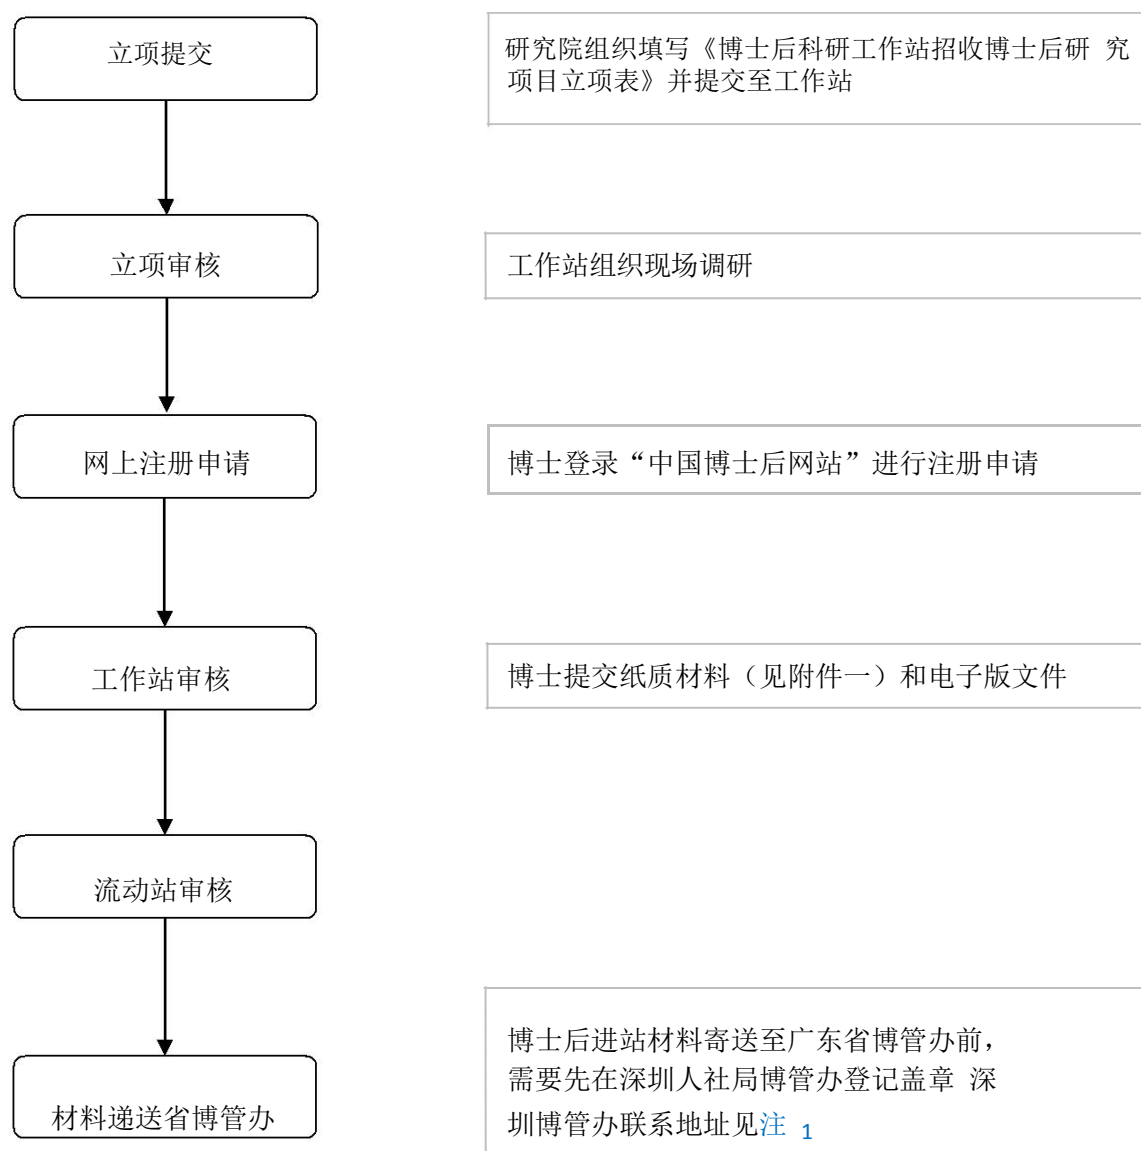 立项提交
研究院组织填写《博士后科研工作站招收博士后研 究
项目立项表》并提交至工作站
立项审核
工作站组织现场调研
网上注册申请
博士登录“中国博士后网站”进行注册申请
工作站审核
博士提交纸质材料（见附件一）和电子版文件
流动站审核
材料递送省博管办
博士后进站材料寄送至广东省博管办前，
需要先在深圳人社局博管办登记盖章 深
圳博管办联系地址见注 1